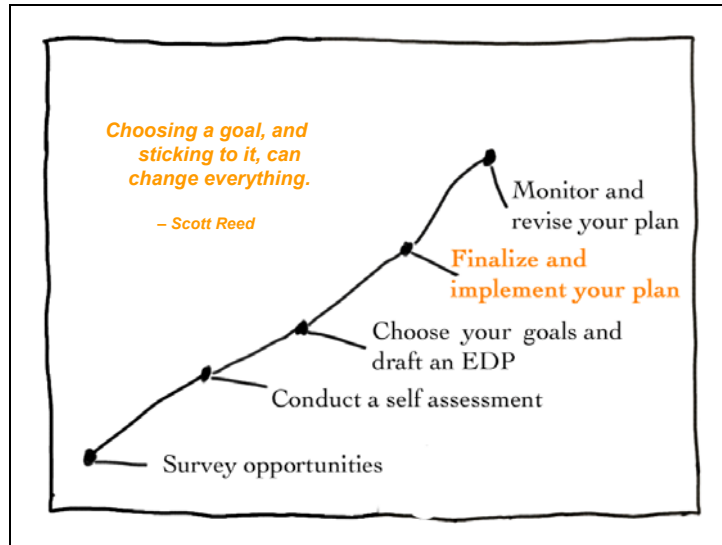 Choosing a goal, and
sticking to it, can
change everything.
– Scott Reed
Monitor and
revise your plan
Finalize and
implement your plan
Choose your goals and
draft an EDP
Conduct a self assessment
Survey opportunities